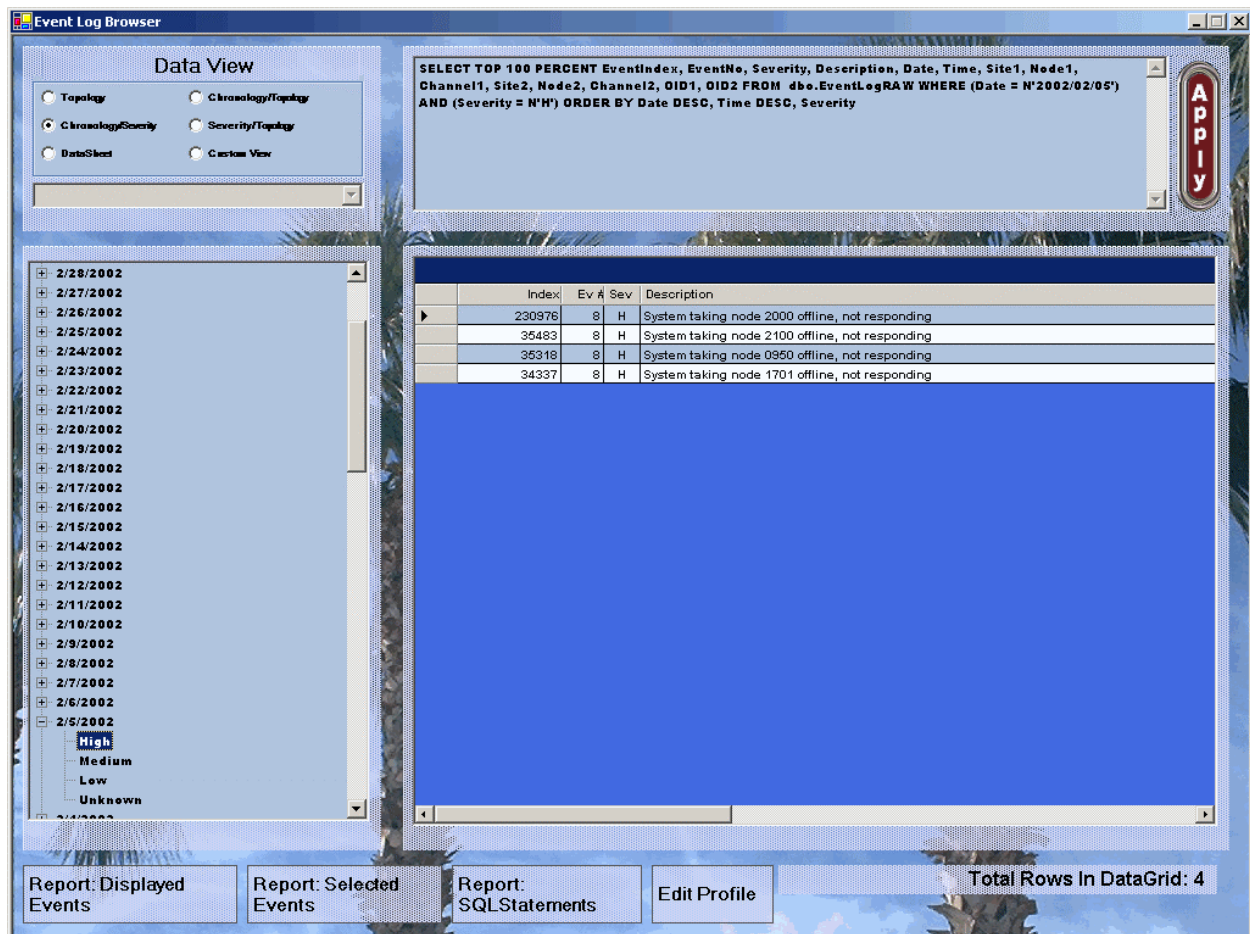 Event Log Browser
Data View
Topology
Chronology/Topology
Chronology/Severity
Severity/Topology
DataSheet
Custom View
SELECT TOP 100 PERCENT EventIndex, EventNo, Severity, Description, Date, Time, Site1, Node1,
Channel1, Site2, Node2, Channel2, OID1, OID2 FROM dbo.EventLogRAW WHERE (Date = N'2002/02/05')
AND (Severity = N'H') ORDER BY Date DESC, Time DESC, Severity
Apply
2/28/2002
2/27/2002
2/26/2002
2/25/2002
2/24/2002
2/23/2002
2/22/2002
2/21/2002
2/20/2002
2/19/2002
2/18/2002
2/17/2002
2/16/2002
2/15/2002
2/14/2002
2/13/2002
2/12/2002
2/11/2002
2/10/2002
2/9/2002
2/8/2002
2/7/2002
2/6/2002
2/5/2002
High
Medium
Low
Unknown
2/4/2002
Index Ev # Sev Description
230976 8 H System taking node 2000 offline, not responding
35483 8 H System taking node 2100 offline, not responding
35318 8 H System taking node 0950 offline, not responding
34337 8 H System taking node 1701 offline, not responding
Report: Displayed
Events
Report: Selected
Events
Report:
SQLStatements
Edit Profile
Total Rows In DataGrid: 4